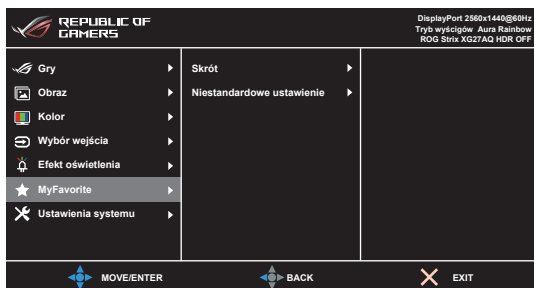 REPUBLIC OF
GAMERS
DisplayPort 2560x1440@60Hz
Tryb wyścigów Aura Rainbow
ROG Strix XG27AQ HDR OFF
Gry
Obraz
Kolor
Wybór wejścia
Efekt oświetlenia
MyFavorite
Ustawienia systemu
Skrót
Niestandardowe ustawienie
MOVE/ENTER
BACK
EXIT